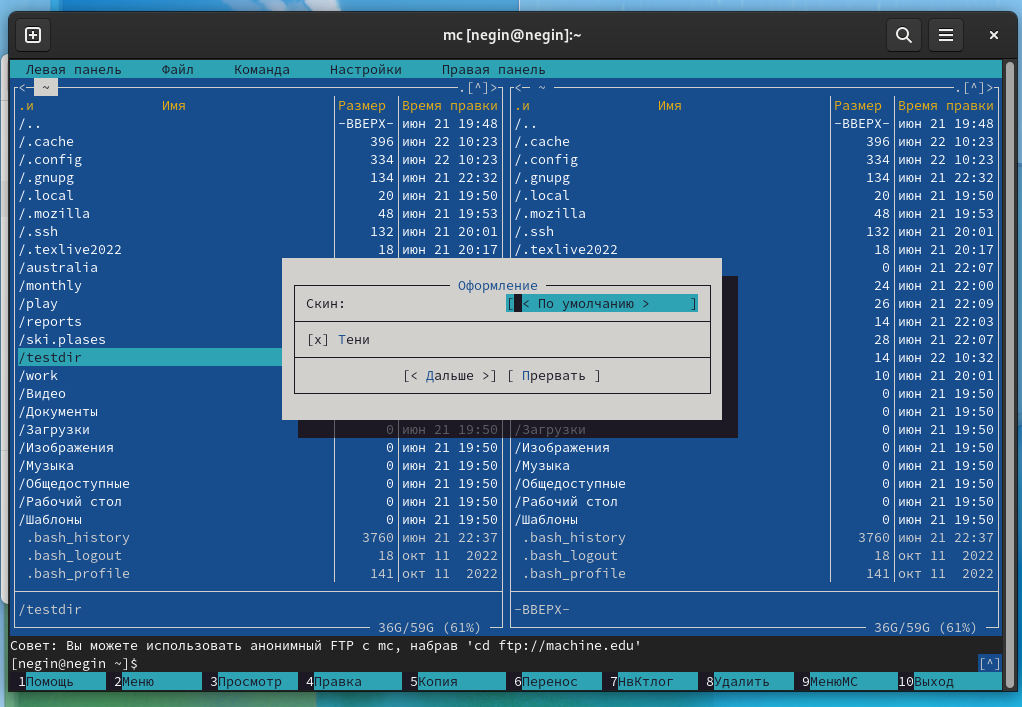 mc [negin@negin]:~
Левая панель Файл Команда Настройки Правая панель
<─ ~ ─.[^]> <─ ~ ─.[^]>
.и Имя Размер Время правки .и Имя Размер Время правки
/.. -ВВЕРХ- июн 21 19:48 /.. -ВВЕРХ- июн 21 19:48
/.cache 396 июн 22 10:23 /.cache 396 июн 22 10:23
/.config 334 июн 22 10:23 /.config 334 июн 22 10:23
/.gnupg 134 июн 21 22:32 /.gnupg 134 июн 21 22:32
/.local 20 июн 21 19:50 /.local 20 июн 21 19:50
/.mozilla 48 июн 21 19:53 /.mozilla 48 июн 21 19:53
/.ssh 132 июн 21 20:01 /.ssh 132 июн 21 20:01
/.texlive2022 18 июн 21 20:17 /.texlive2022 18 июн 21 20:17
/australia 0 июн 21 22:07
/monthly Оформление 24 июн 21 22:00
/play Скин: [ < По умолчанию > ] 26 июн 21 22:09
/reports 14 июн 21 22:03
/ski.plases [x] Тени 28 июн 21 22:07
/testdir 14 июн 22 10:32
/work [< Дальше >] [ Прервать ] 10 июн 21 20:01
/Видео 0 июн 21 19:50
/Документы 0 июн 21 19:50
/Загрузки 0 июн 21 19:50 /Загрузки 0 июн 21 19:50
/Изображения 0 июн 21 19:50 /Изображения 0 июн 21 19:50
/Музыка 0 июн 21 19:50 /Музыка 0 июн 21 19:50
/Общедоступные 0 июн 21 19:50 /Общедоступные 0 июн 21 19:50
/Рабочий стол 0 июн 21 19:50 /Рабочий стол 0 июн 21 19:50
/Шаблоны 0 июн 21 19:50 /Шаблоны 0 июн 21 19:50
.bash_history 3760 июн 21 22:37 .bash_history 3760 июн 21 22:37
.bash_logout 18 окт 11 2022 .bash_logout 18 окт 11 2022
.bash_profile 141 окт 11 2022 .bash_profile 141 окт 11 2022
/testdir -ВВЕРХ-
36G/59G (61%) 36G/59G (61%)
Совет: Вы можете использовать анонимный FTP с mc, набрав 'cd ftp://machine.edu'
[negin@negin ~]$ [^]
1Помощь 2Меню 3Просмотр 4Правка 5Копия 6Перенос 7НвКтлог 8Удалить 9МенюMC 10Выход